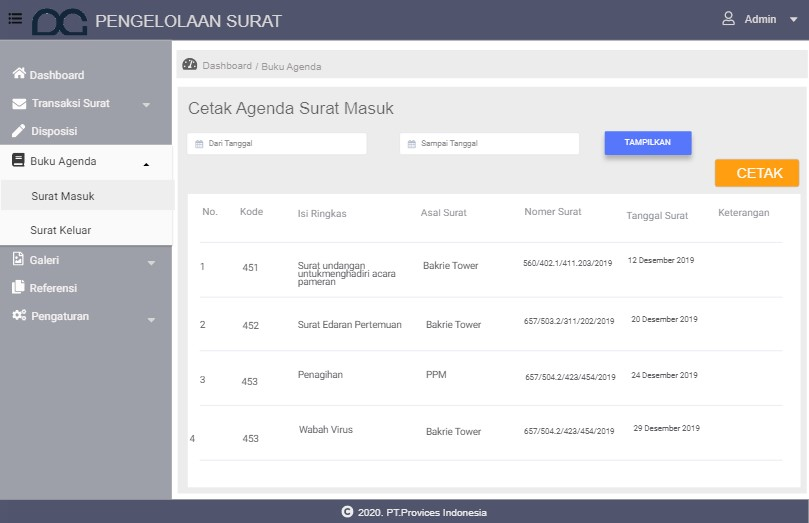 PENGELOLAAN SURAT
Admin
Dashboard
Transaksi Surat
Disposisi
Buku Agenda
Surat Masuk
Surat Keluar
Galeri
Referensi
Pengaturan
Dashboard / Buku Agenda
Cetak Agenda Surat Masuk
Dari Tanggal
Sampai Tanggal
TAMPILKAN
CETAK
No. Kode Isi Ringkas Asal Surat Nomer Surat Tanggal Surat Keterangan
1 451 Surat undangan Bakrie Tower 560/402.1/411.203/2019 12 Desember 2019
untukmenghadiri acara
pameran
2 452 Surat Edaran Pertemuan Bakrie Tower 657/503.2/311/202/2019 20 Desember 2019
3 453 Penagihan PPM 657/504.2/423/454/2019 24 Desember 2019
4 453 Wabah Virus Bakrie Tower 657/504.2/423/454/2019 29 Desember 2019
2020. PT.Provices Indonesia